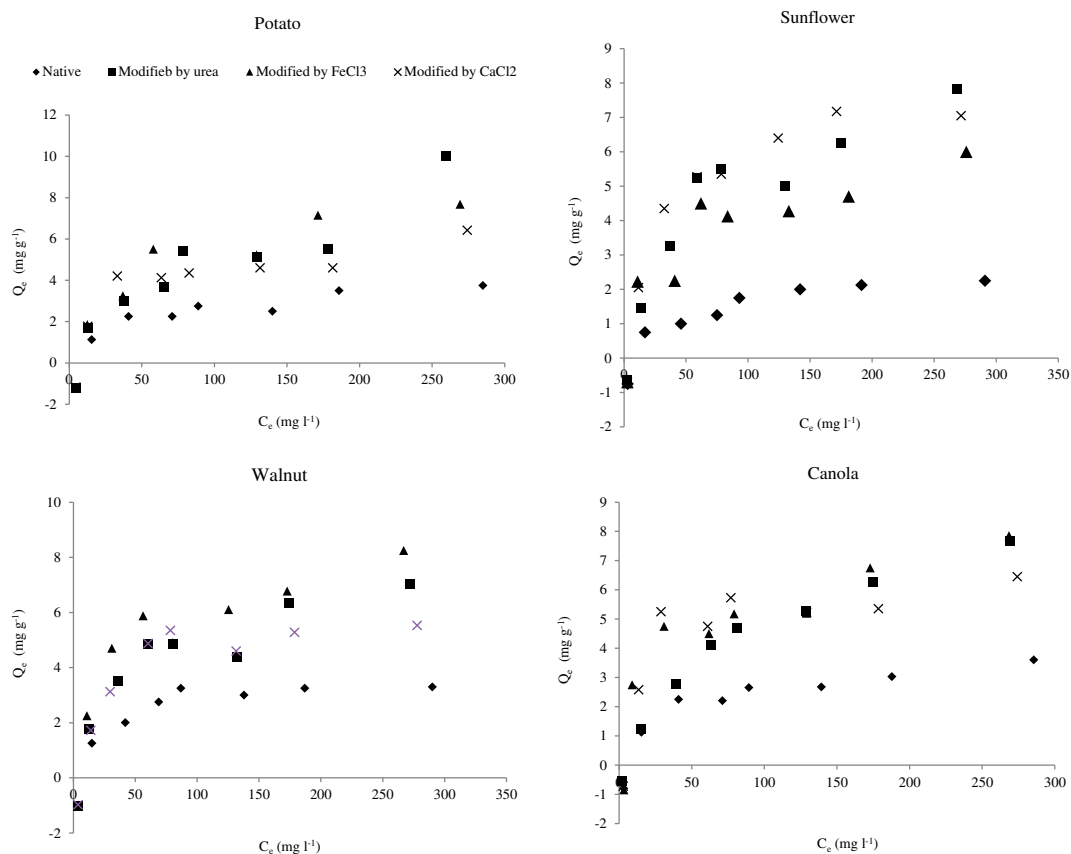 Potato
Native Modifieb by urea Modified by FeCl3 Modified by CaCl2
12
10
8
6
4
2
0
-2
0 50 100 150 200 250 300
Qe (mg g-1)
Ce (mg l-1)
Sunflower
9
8
7
6
5
4
3
2
1
0
-1
-2
0 50 100 150 200 250 300 350
Qe (mg g-1)
Ce (mg l-1)
Walnut
10
8
6
4
2
0
-2
0 50 100 150 200 250 300 350
Qe (mg g-1)
Ce (mg l-1)
Canola
9
8
7
6
5
4
3
2
1
0
-1
-2
0 50 100 150 200 250 300
Qe (mg g-1)
Ce (mg l-1)